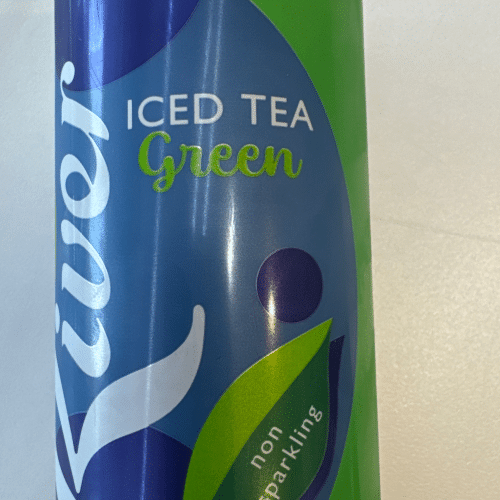 River
ICED TEA
Green
non
sparkling